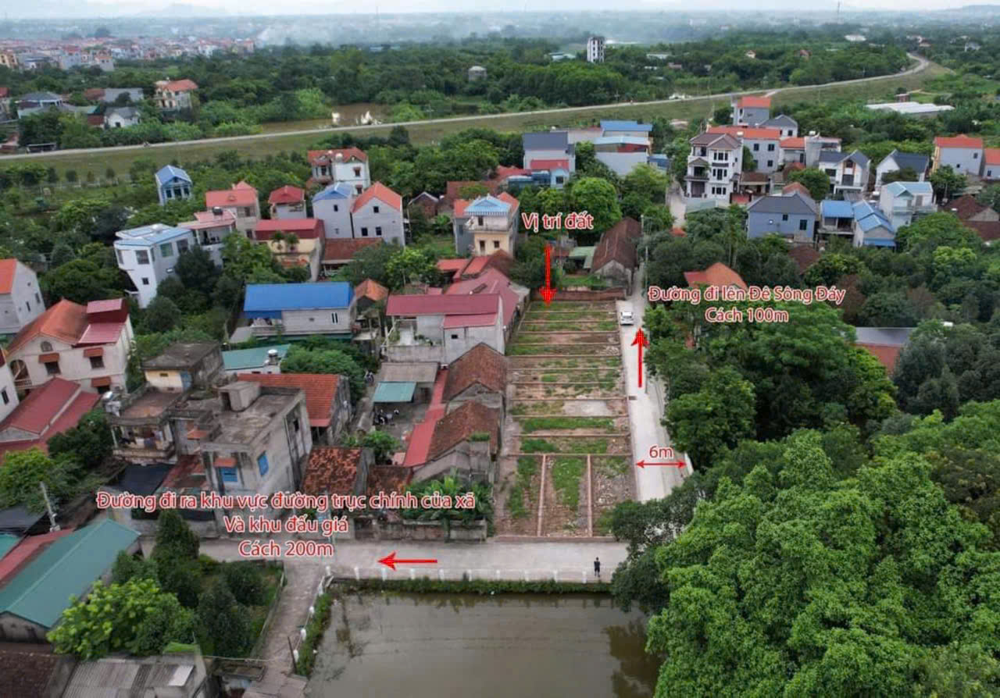 Vị trí đất
Đường đi lên Đê Sông Đáy
Cách 100m
6m
Đường đi ra khu vực đường trục chính của xã
Và khu đấu giá
Cách 200m